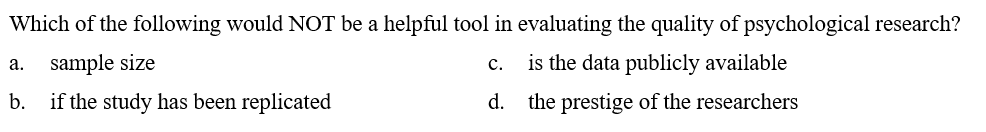 Which of the following would NOT be a helpful tool in evaluating the quality of psychological research?
a. sample size
c. is the data publicly available
b. if the study has been replicated
d. the prestige of the researchers